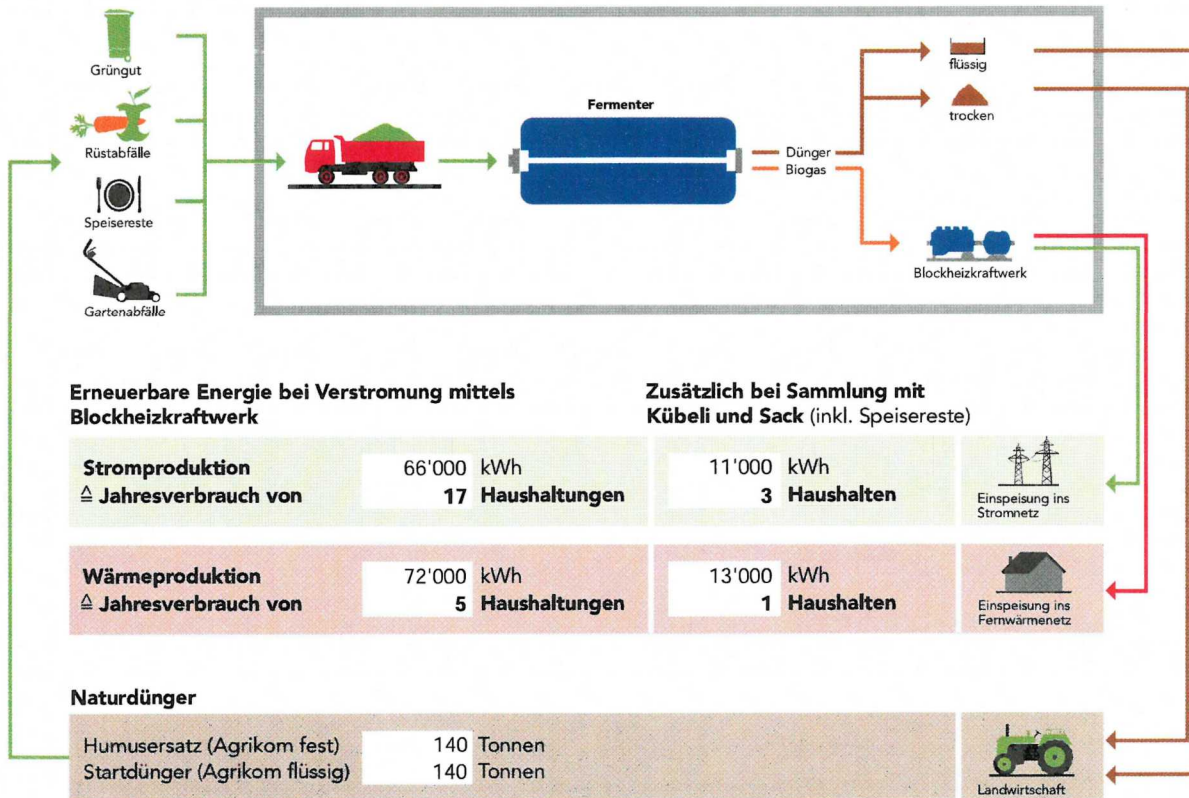 Grüngut
Rüstabfälle
Speisereste
Gartenabfälle
Fermenter
Dünger
Biogas
flüssig
trocken
Blockheizkraftwerk
Erneuerbare Energie bei Verstromung mittels
Blockheizkraftwerk
Zusätzlich bei Sammlung mit
Kübeli und Sack (inkl. Speisereste)
Stromproduktion 66'000 kWh 11'000 kWh
≙ Jahresverbrauch von 17 Haushaltungen 3 Haushalten
Einspeisung ins
Stromnetz
Wärmeproduktion 72'000 kWh 13'000 kWh
≙ Jahresverbrauch von 5 Haushaltungen 1 Haushalten
Einspeisung ins
Fernwärmenetz
Naturdünger
Humusersatz (Agrikom fest) 140 Tonnen
Startdünger (Agrikom flüssig) 140 Tonnen
Landwirtschaft